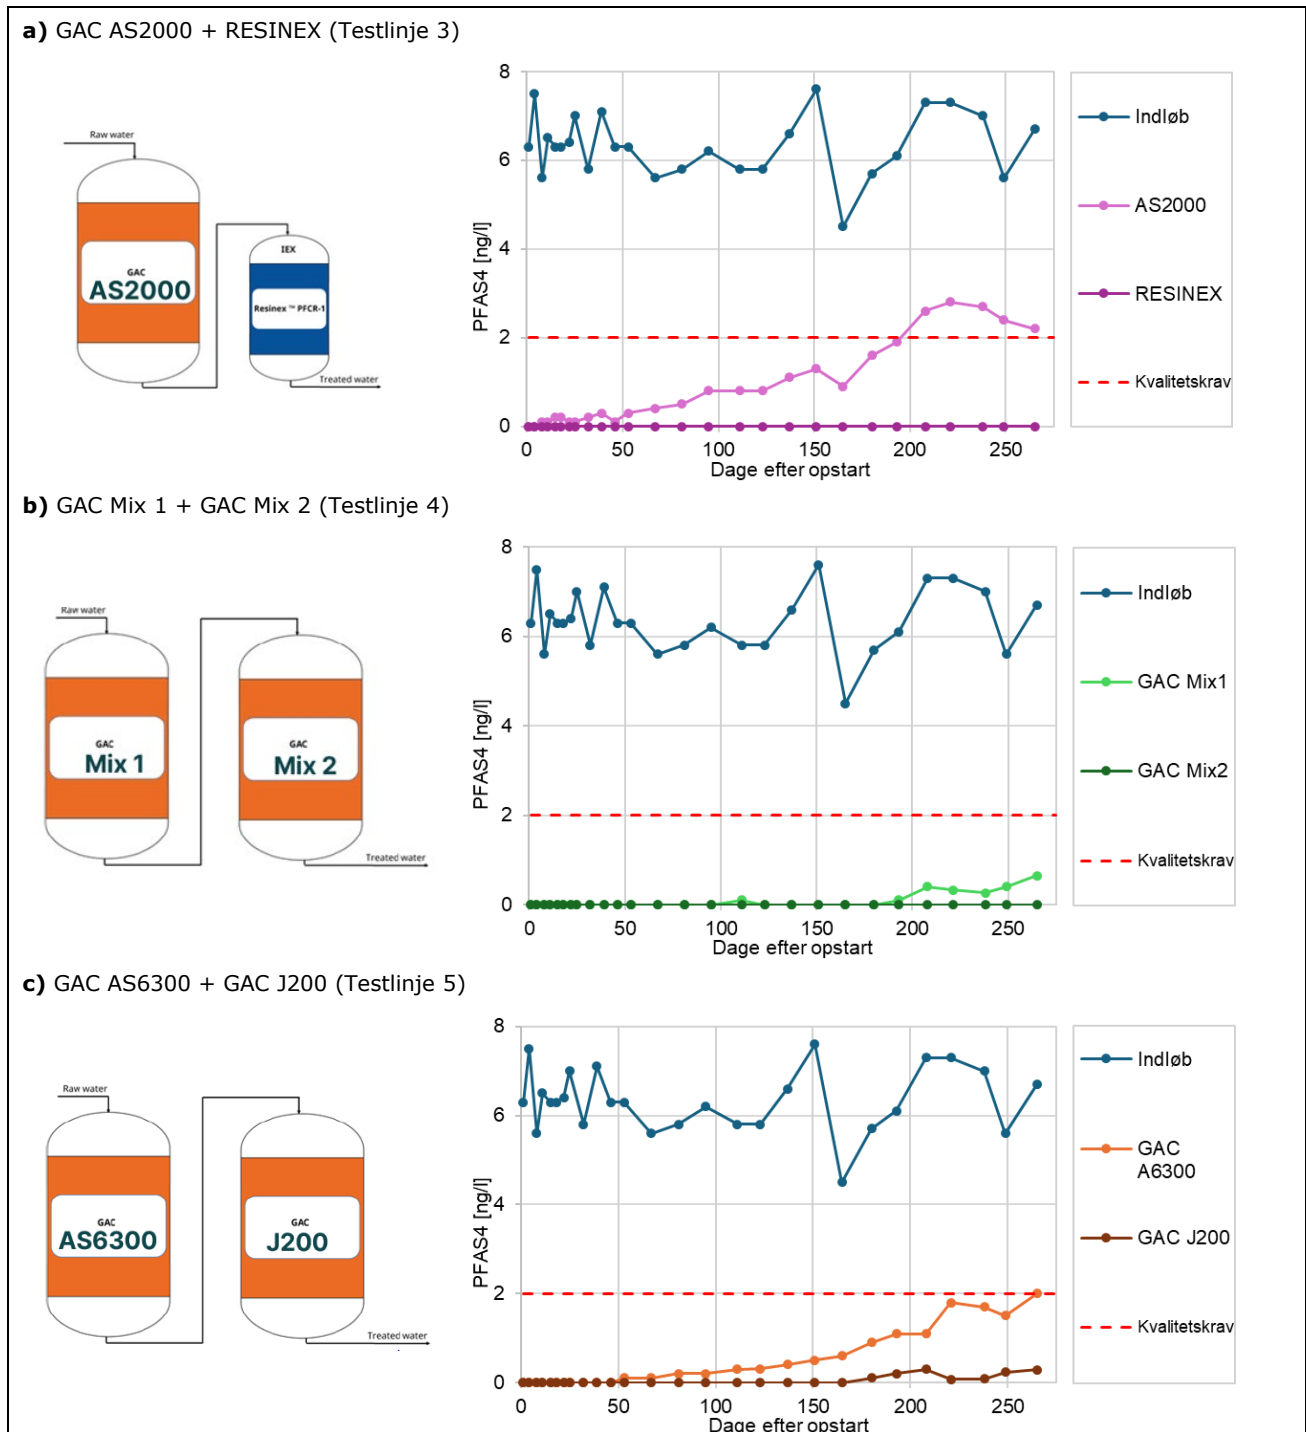 a) GAC AS2000 + RESINEX (Testlinje 3)
Raw water
GAC
AS2000
IEX
Resinex ™ PFCR-1
Treated water
8
6
4
2
0
PFAS4 [ng/l]
0 50 100 150 200 250
Dage efter opstart
Indløb
AS2000
RESINEX
Kvalitetskrav
b) GAC Mix 1 + GAC Mix 2 (Testlinje 4)
Raw water
GAC
Mix 1
GAC
Mix 2
Treated water
8
6
4
2
0
PFAS4 [ng/l]
0 50 100 150 200 250
Dage efter opstart
Indløb
GAC Mix1
GAC Mix2
Kvalitetskrav
c) GAC AS6300 + GAC J200 (Testlinje 5)
Raw water
GAC
AS6300
GAC
J200
Treated water
8
6
4
2
0
PFAS4 [ng/l]
0 50 100 150 200 250
Dage efter opstart
Indløb
GAC
A6300
GAC J200
Kvalitetskrav